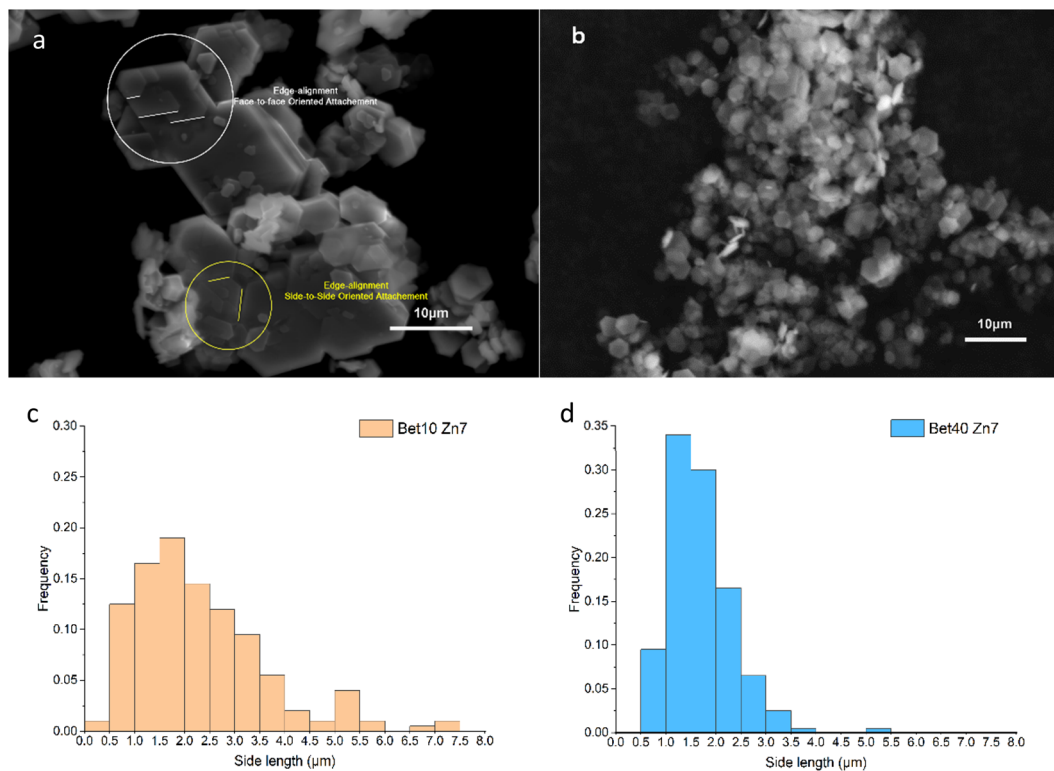 a
Edge-alignment
Face-to-face Oriented Attachement
Edge-alignment
Side-to-Side Oriented Attachement
10µm
b
10µm
c
Bet10 Zn7
0.30
0.25
0.20
0.15
0.10
0.05
0.00
Frequency
0.0 0.5 1.0 1.5 2.0 2.5 3.0 3.5 4.0 4.5 5.0 5.5 6.0 6.5 7.0 7.5 8.0
Side length (µm)
d
Bet40 Zn7
0.35
0.30
0.25
0.20
0.15
0.10
0.05
0.00
Frequency
0.0 0.5 1.0 1.5 2.0 2.5 3.0 3.5 4.0 4.5 5.0 5.5 6.0 6.5 7.0 7.5 8.0
Side length (µm)